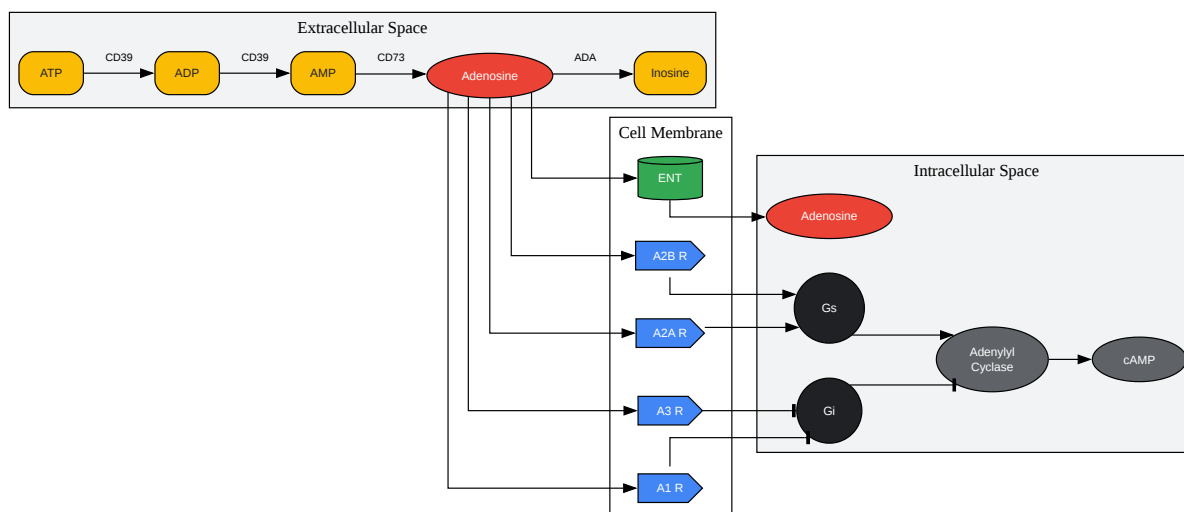 Extracellular Space
CD39
CD39
CD73
ADA
ATP
ADP
AMP
Adenosine
Inosine
Cell Membrane
ENT
A2B R
A2A R
A3 R
A1 R
Intracellular Space
Adenosine
Gs
Gi
Adenylyl
Cyclase
cAMP